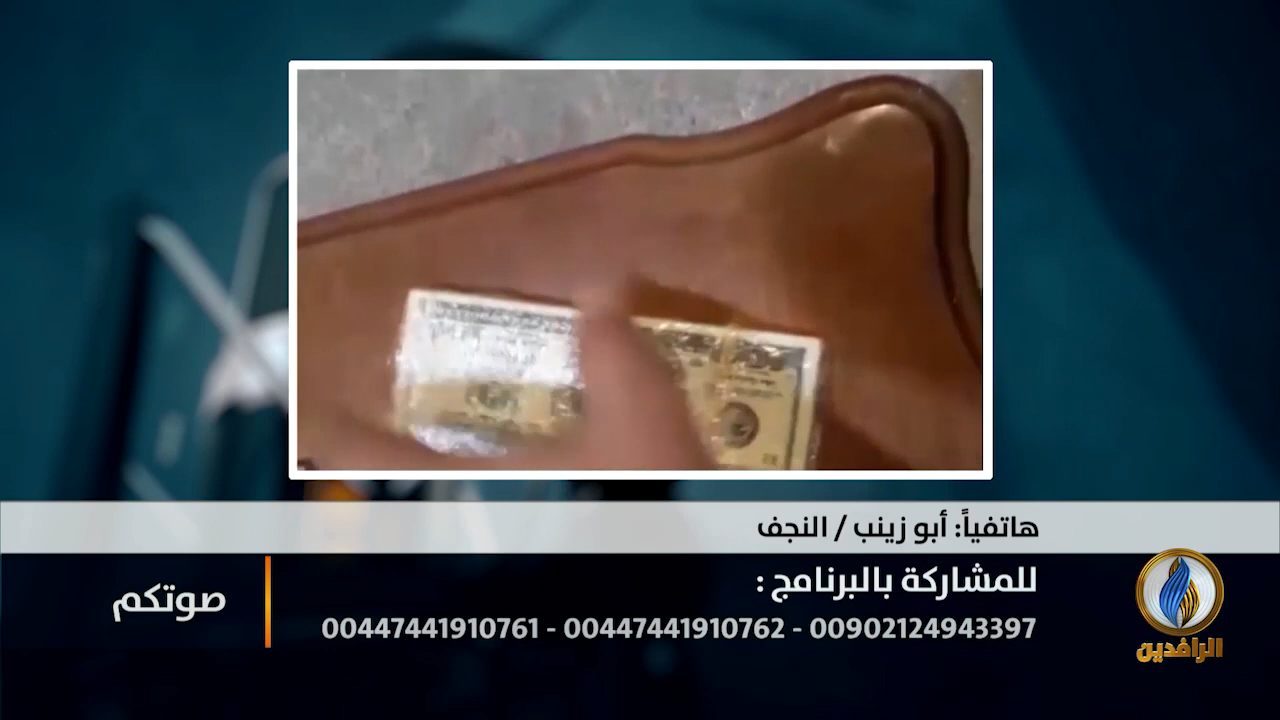 هاتفياً: أبو زينب / النجف
للمشاركة بالبرنامج :
00447441910761 - 00447441910762 - 00902124943397
صوتكم
الرافدين